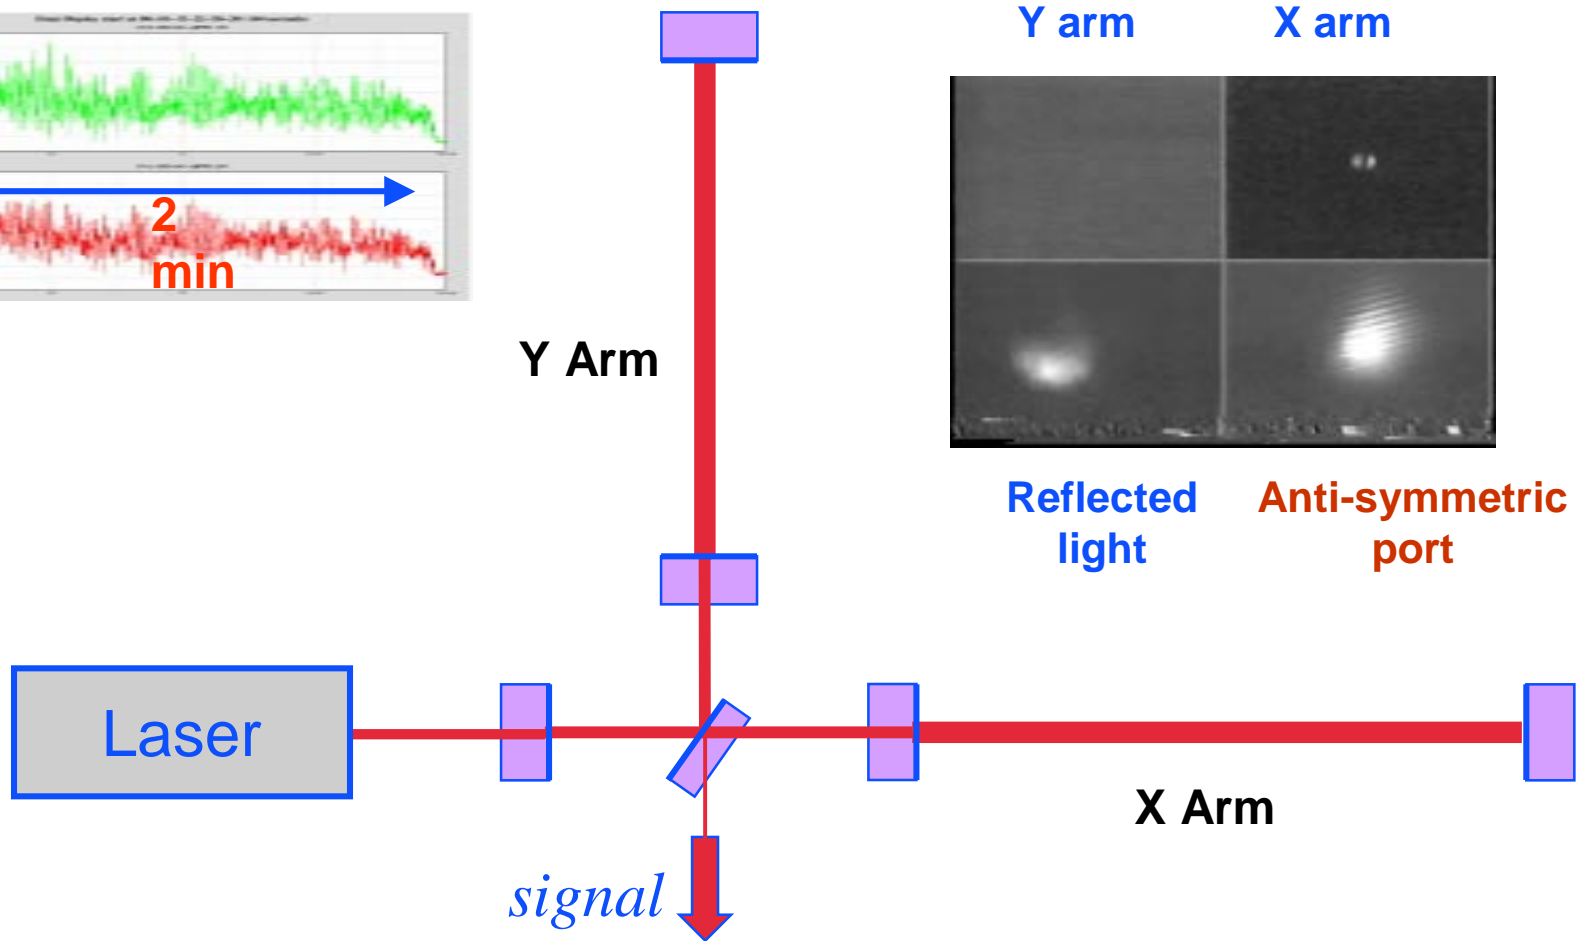 Y arm
X arm
2
min
Y Arm
Reflected
light
Anti-symmetric
port
Laser
X Arm
signal